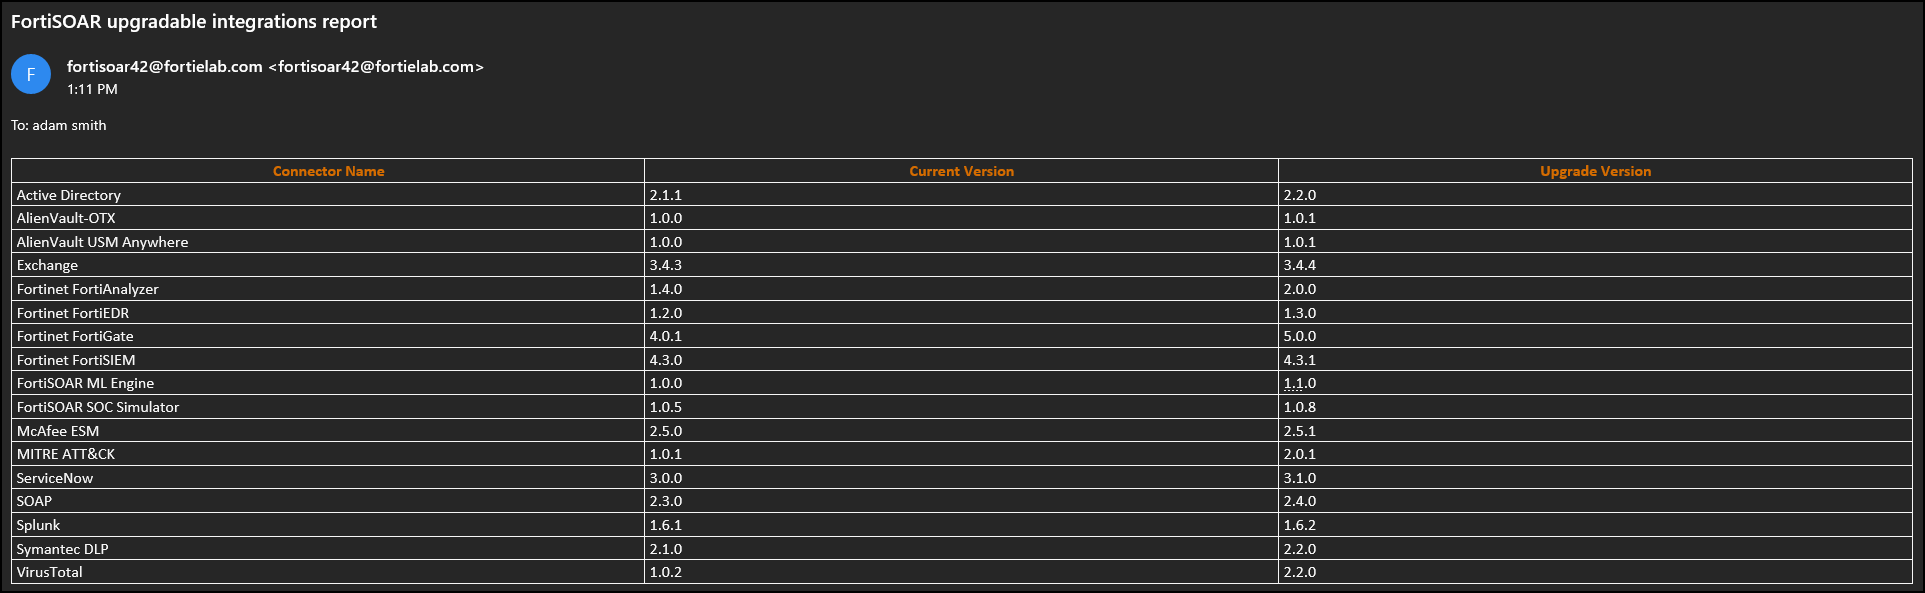 FortiSOAR upgradable integrations report
F
fortisoar42@fortielab.com <fortisoar42@fortielab.com>
1:11 PM
To: adam smith
Connector Name Current Version Upgrade Version
Active Directory 2.1.1 2.2.0
AlienVault-OTX 1.0.0 1.0.1
AlienVault USM Anywhere 1.0.0 1.0.1
Exchange 3.4.3 3.4.4
Fortinet FortiAnalyzer 1.4.0 2.0.0
Fortinet FortiEDR 1.2.0 1.3.0
Fortinet FortiGate 4.0.1 5.0.0
Fortinet FortiSIEM 4.3.0 4.3.1
FortiSOAR ML Engine 1.0.0 1.1.0
FortiSOAR SOC Simulator 1.0.5 1.0.8
McAfee ESM 2.5.0 2.5.1
MITRE ATT&CK 1.0.1 2.0.1
ServiceNow 3.0.0 3.1.0
SOAP 2.3.0 2.4.0
Splunk 1.6.1 1.6.2
Symantec DLP 2.1.0 2.2.0
VirusTotal 1.0.2 2.2.0